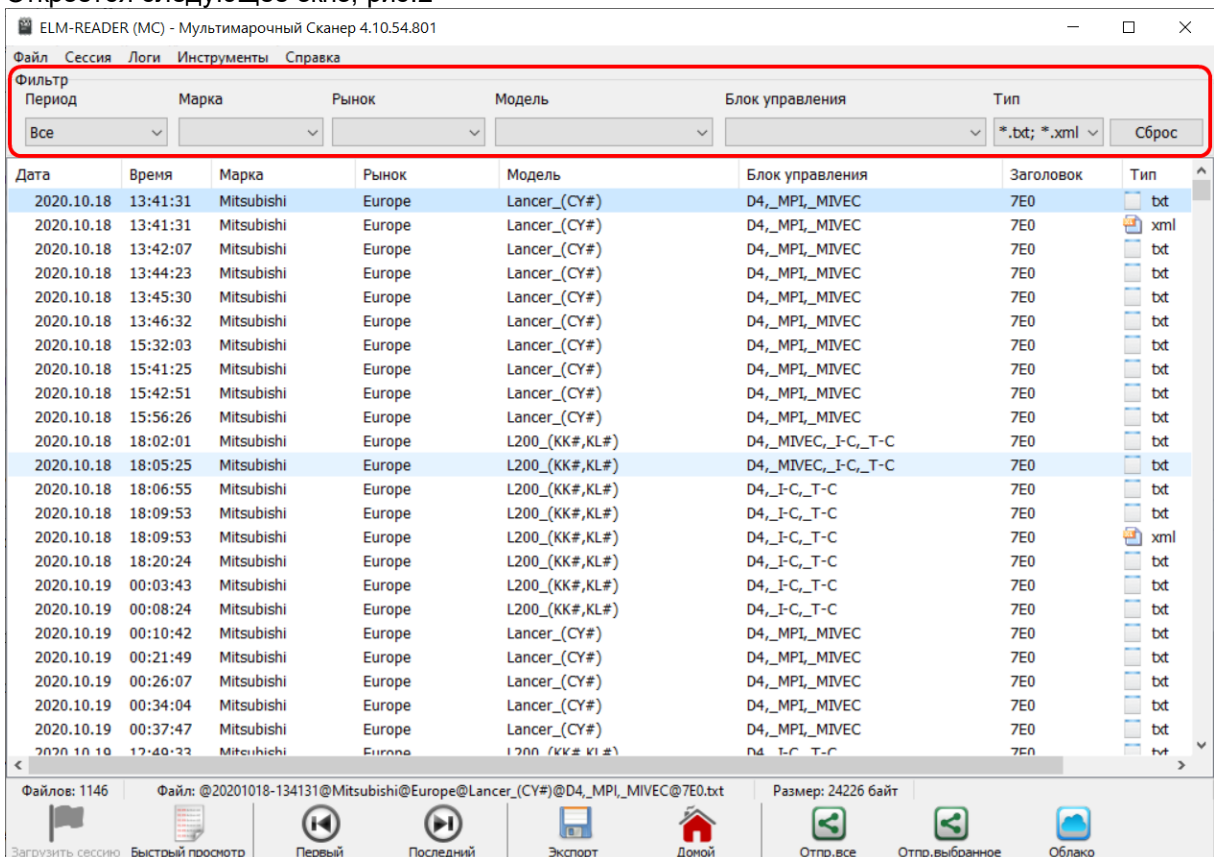 Откроется следующее окно, рис.2
ELM-READER (МС) - Мультимарочный Сканер 4.10.54.801
Файл Сессия Логи Инструменты Справка
Фильтр
Период Марка Рынок Модель Блок управления Тип
Все *.txt; *.xml Сброс
Дата Время Марка Рынок Модель Блок управления Заголовок Тип
2020.10.18 13:41:31 Mitsubishi Europe Lancer_(CY#) D4,_MPI,_MIVEC 7E0 txt
2020.10.18 13:41:31 Mitsubishi Europe Lancer_(CY#) D4,_MPI,_MIVEC 7E0 xml
2020.10.18 13:42:07 Mitsubishi Europe Lancer_(CY#) D4,_MPI,_MIVEC 7E0 txt
2020.10.18 13:44:23 Mitsubishi Europe Lancer_(CY#) D4,_MPI,_MIVEC 7E0 txt
2020.10.18 13:45:30 Mitsubishi Europe Lancer_(CY#) D4,_MPI,_MIVEC 7E0 txt
2020.10.18 13:46:32 Mitsubishi Europe Lancer_(CY#) D4,_MPI,_MIVEC 7E0 txt
2020.10.18 15:32:03 Mitsubishi Europe Lancer_(CY#) D4,_MPI,_MIVEC 7E0 txt
2020.10.18 15:41:25 Mitsubishi Europe Lancer_(CY#) D4,_MPI,_MIVEC 7E0 txt
2020.10.18 15:42:51 Mitsubishi Europe Lancer_(CY#) D4,_MPI,_MIVEC 7E0 txt
2020.10.18 15:56:26 Mitsubishi Europe Lancer_(CY#) D4,_MPI,_MIVEC 7E0 txt
2020.10.18 18:02:01 Mitsubishi Europe L200_(KK#,KL#) D4,_MIVEC,_I-C,_T-C 7E0 txt
2020.10.18 18:05:25 Mitsubishi Europe L200_(KK#,KL#) D4,_MIVEC,_I-C,_T-C 7E0 txt
2020.10.18 18:06:55 Mitsubishi Europe L200_(KK#,KL#) D4,_I-C,_T-C 7E0 txt
2020.10.18 18:09:53 Mitsubishi Europe L200_(KK#,KL#) D4,_I-C,_T-C 7E0 txt
2020.10.18 18:09:53 Mitsubishi Europe L200_(KK#,KL#) D4,_I-C,_T-C 7E0 xml
2020.10.18 18:20:24 Mitsubishi Europe L200_(KK#,KL#) D4,_I-C,_T-C 7E0 txt
2020.10.19 00:03:43 Mitsubishi Europe L200_(KK#,KL#) D4,_I-C,_T-C 7E0 txt
2020.10.19 00:08:24 Mitsubishi Europe L200_(KK#,KL#) D4,_I-C,_T-C 7E0 txt
2020.10.19 00:10:42 Mitsubishi Europe Lancer_(CY#) D4,_MPI,_MIVEC 7E0 txt
2020.10.19 00:21:49 Mitsubishi Europe Lancer_(CY#) D4,_MPI,_MIVEC 7E0 txt
2020.10.19 00:26:07 Mitsubishi Europe Lancer_(CY#) D4,_MPI,_MIVEC 7E0 txt
2020.10.19 00:34:04 Mitsubishi Europe Lancer_(CY#) D4,_MPI,_MIVEC 7E0 txt
2020.10.19 00:37:47 Mitsubishi Europe Lancer_(CY#) D4,_MPI,_MIVEC 7E0 txt
2020.10.19 12:49:33 Mitsubishi Europe L200_(KK#,KL#) D4,_I-C,_T-C 7E0 txt
Файлов: 1146 Файл: @20201018-134131@Mitsubishi@Europe@Lancer_(CY#)@D4,_MPI,_MIVEC@7E0.txt Размер: 24226 байт
Загрузить сессию Быстрый просмотр Первый Последний Экспорт Домой Отпр.все Отпр.выбранное Облако